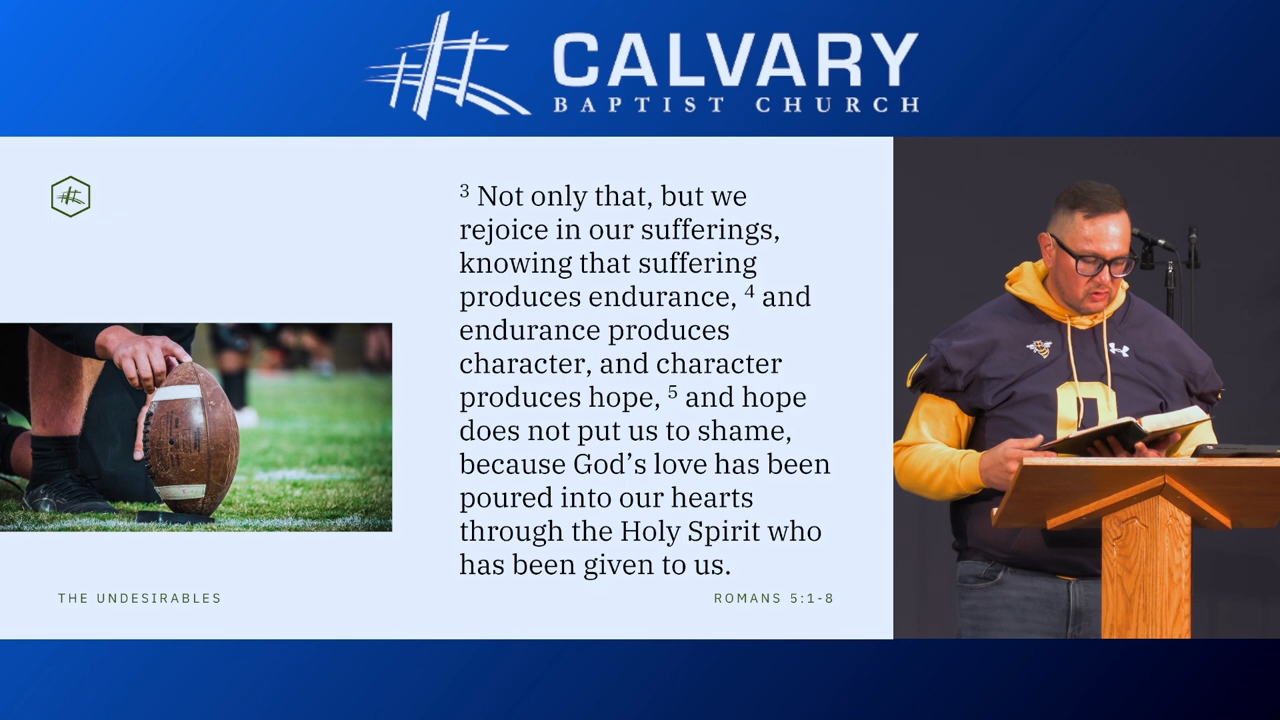 CALVARY
BAPTIST CHURCH
³ Not only that, but we
rejoice in our sufferings,
knowing that suffering
produces endurance, ⁴ and
endurance produces
character, and character
produces hope, ⁵ and hope
does not put us to shame,
because God’s love has been
poured into our hearts
through the Holy Spirit who
has been given to us.
THE UNDESIRABLES
ROMANS 5:1-8